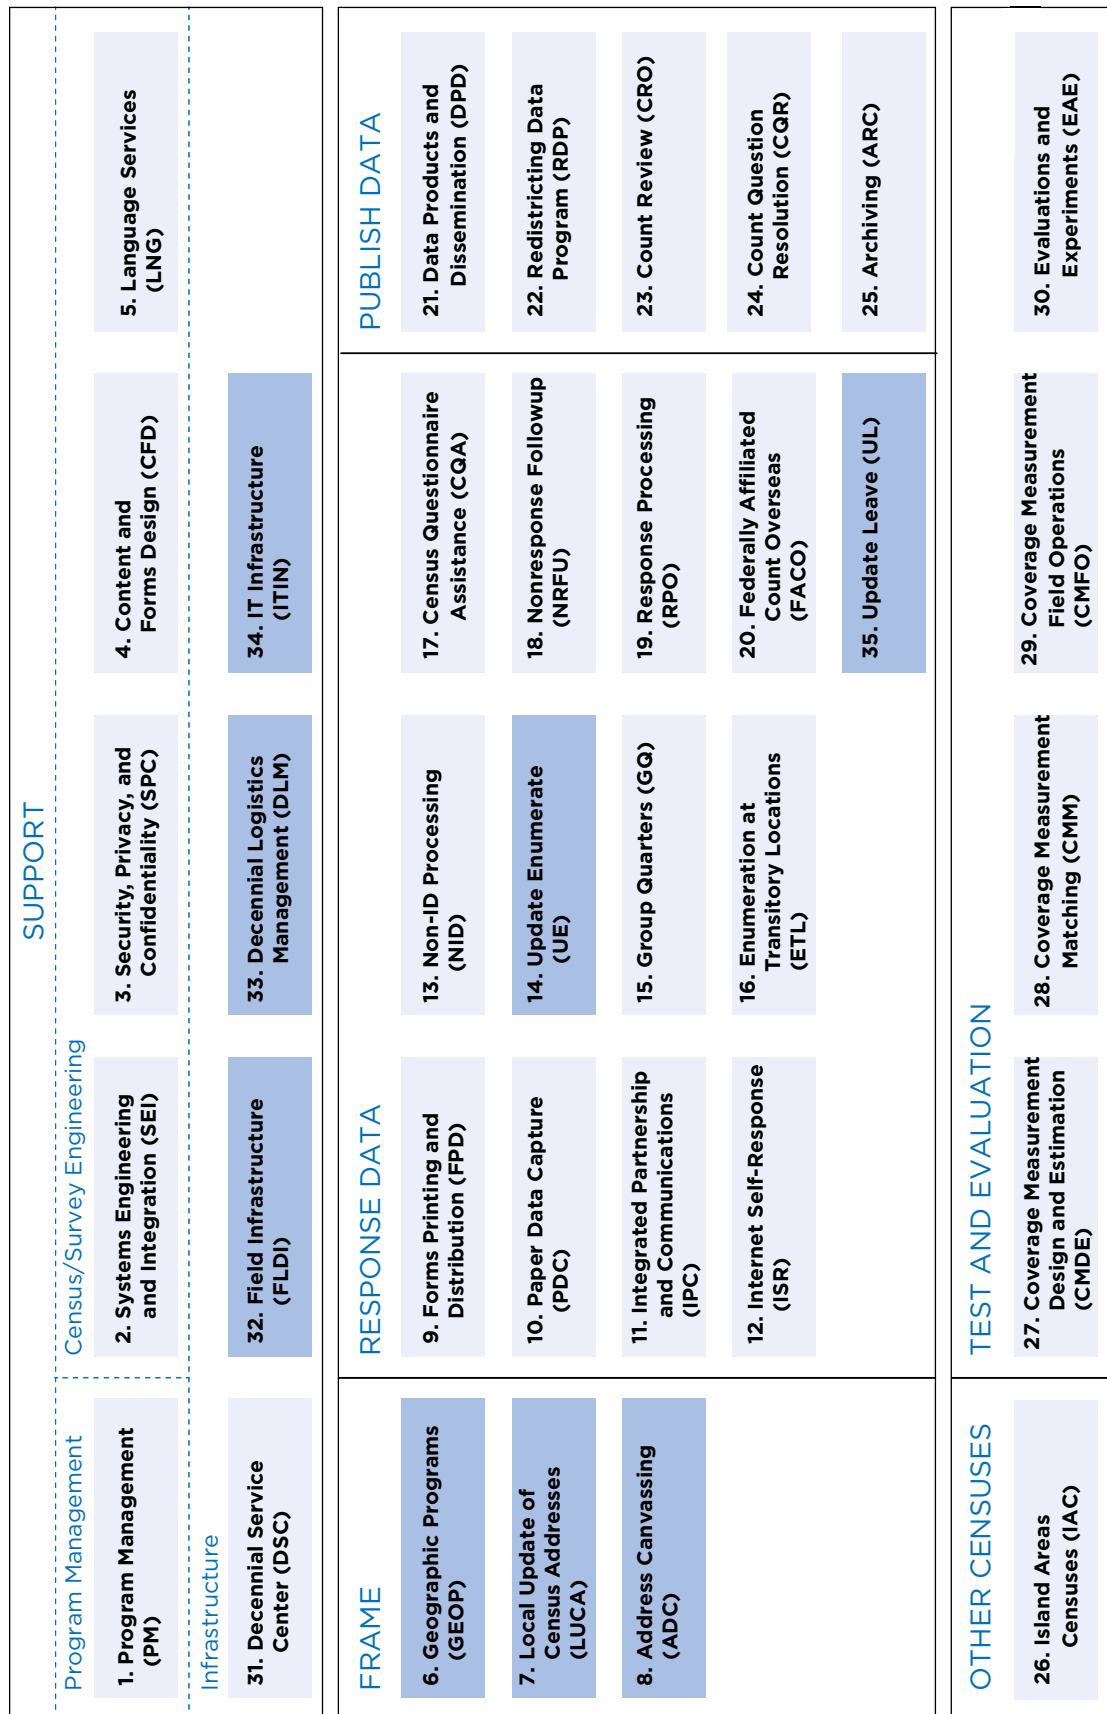 SUPPORT
Program Management
Census/Survey Engineering
1. Program Management
(PM)
2. Systems Engineering
and Integration (SEI)
3. Security, Privacy, and
Confidentiality (SPC)
4. Content and
Forms Design (CFD)
5. Language Services
(LNG)
Infrastructure
31. Decennial Service
Center (DSC)
32. Field Infrastructure
(FLDI)
33. Decennial Logistics
Management (DLM)
34. IT Infrastructure
(ITIN)
FRAME
6. Geographic Programs
(GEOP)
7. Local Update of
Census Addresses
(LUCA)
8. Address Canvassing
(ADC)
RESPONSE DATA
9. Forms Printing and
Distribution (FPD)
10. Paper Data Capture
(PDC)
11. Integrated Partnership
and Communications
(IPC)
12. Internet Self-Response
(ISR)
13. Non-ID Processing
(NID)
14. Update Enumerate
(UE)
15. Group Quarters (GQ)
16. Enumeration at
Transitory Locations
(ETL)
17. Census Questionnaire
Assistance (CQA)
18. Nonresponse Followup
(NRFU)
19. Response Processing
(RPO)
20. Federally Affiliated
Count Overseas
(FACO)
35. Update Leave (UL)
PUBLISH DATA
21. Data Products and
Dissemination (DPD)
22. Redistricting Data
Program (RDP)
23. Count Review (CRO)
24. Count Question
Resolution (CQR)
25. Archiving (ARC)
OTHER CENSUSES
26. Island Areas
Censuses (IAC)
TEST AND EVALUATION
27. Coverage Measurement
Design and Estimation
(CMDE)
28. Coverage Measurement
Matching (CMM)
29. Coverage Measurement
Field Operations
(CMFO)
30. Evaluations and
Experiments (EAE)